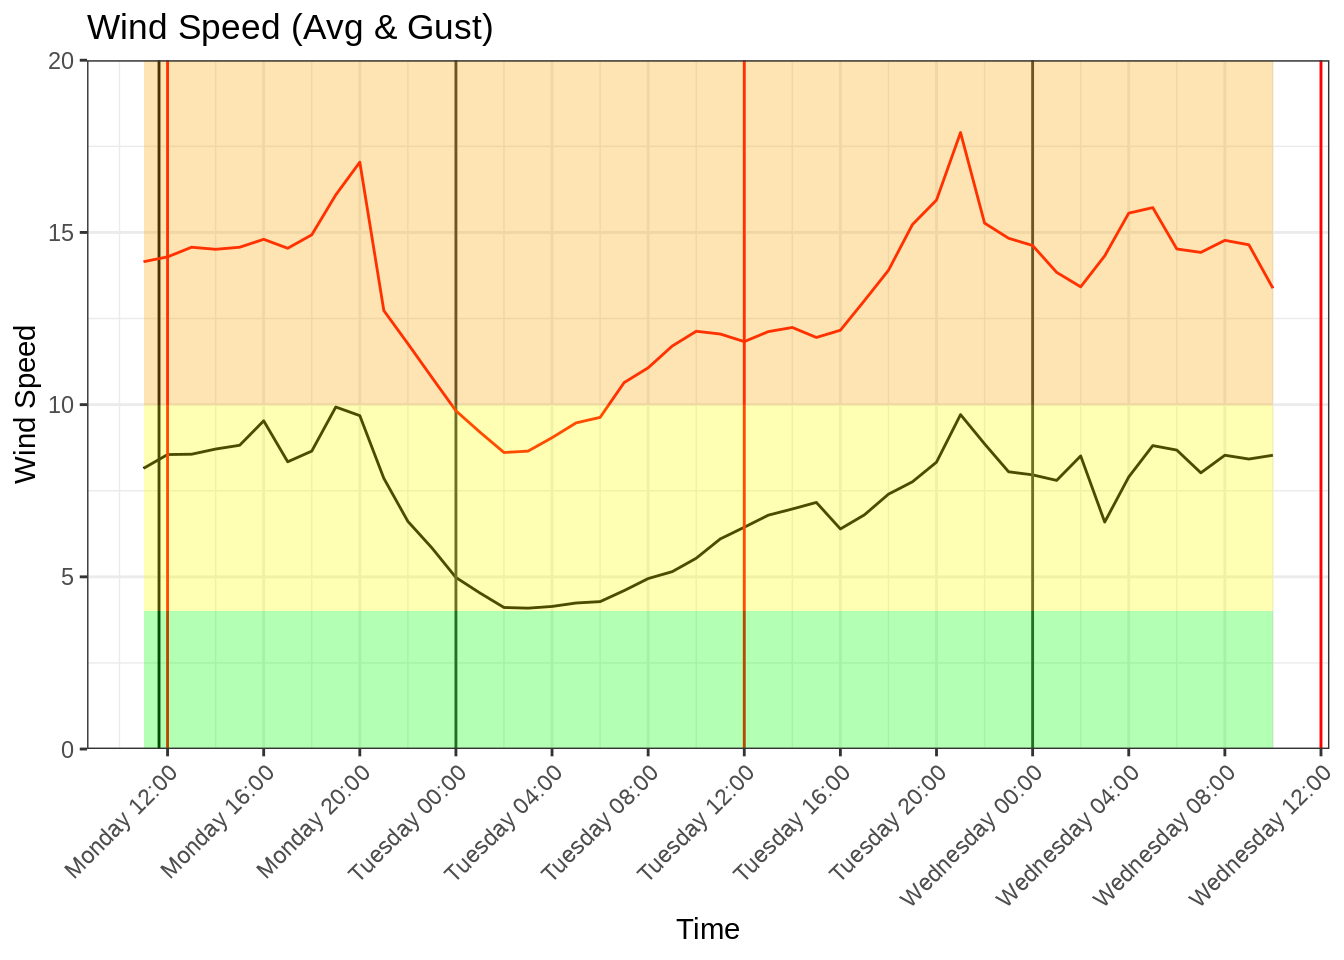 Wind Speed (Avg & Gust)
20
15
10
5
0
Wind Speed
Monday 12:00
Monday 16:00
Monday 20:00
Tuesday 00:00
Tuesday 04:00
Tuesday 08:00
Tuesday 12:00
Tuesday 16:00
Tuesday 20:00
Wednesday 00:00
Wednesday 04:00
Wednesday 08:00
Wednesday 12:00
Time